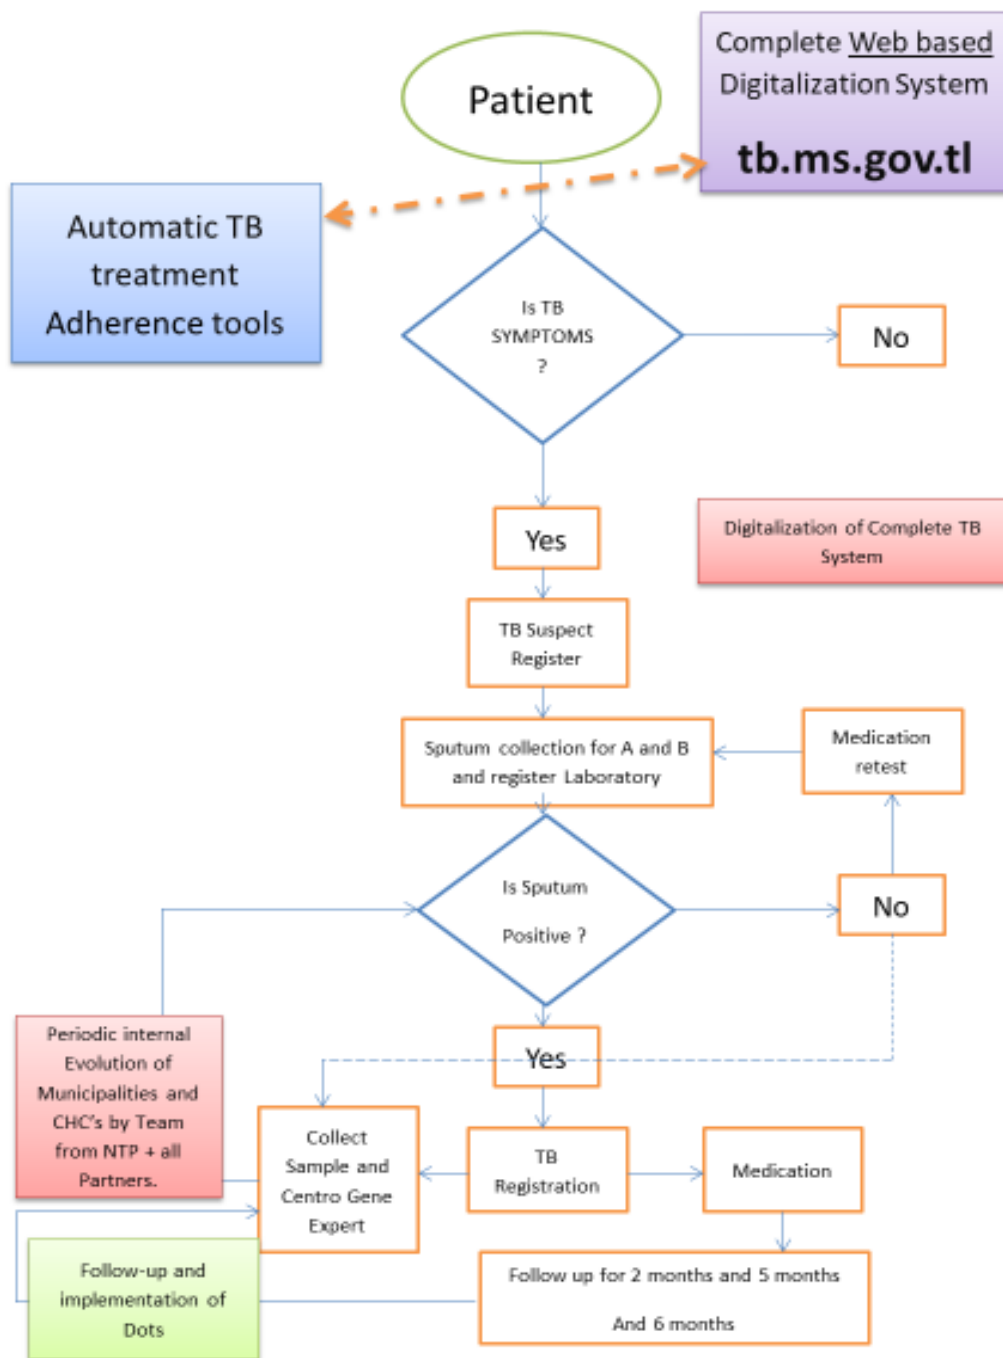 Complete Web based
Digitalization System
tb.ms.gov.tl
Patient
Automatic TB
treatment
Adherence tools
Is TB
SYMPTOMS
?
No
Yes
Digitalization of Complete TB
System
TB Suspect
Register
Sputum collection for A and B
and register Laboratory
Medication
retest
Is Sputum
Positive ?
No
Yes
Periodic internal
Evolution of
Municipalities and
CHC's by Team
from NTP + all
Partners.
Collect
Sample and
Centro Gene
Expert
TB
Registration
Medication
Follow-up and
implementation of
Dots
Follow up for 2 months and 5 months
And 6 months